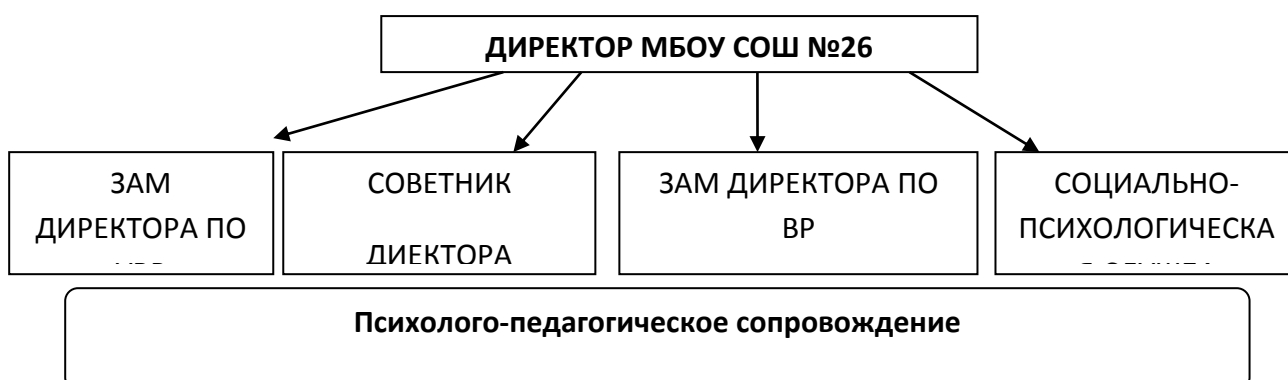 ДИРЕКТОР МБОУ СОШ №26
ЗАМ
ДИРЕКТОРА ПО
СОВЕТНИК
ДИЕКТОРА
ЗАМ ДИРЕКТОРА ПО
ВР
СОЦИАЛЬНО-
ПСИХОЛОГИЧЕСКА
Психолого-педагогическое сопровождение